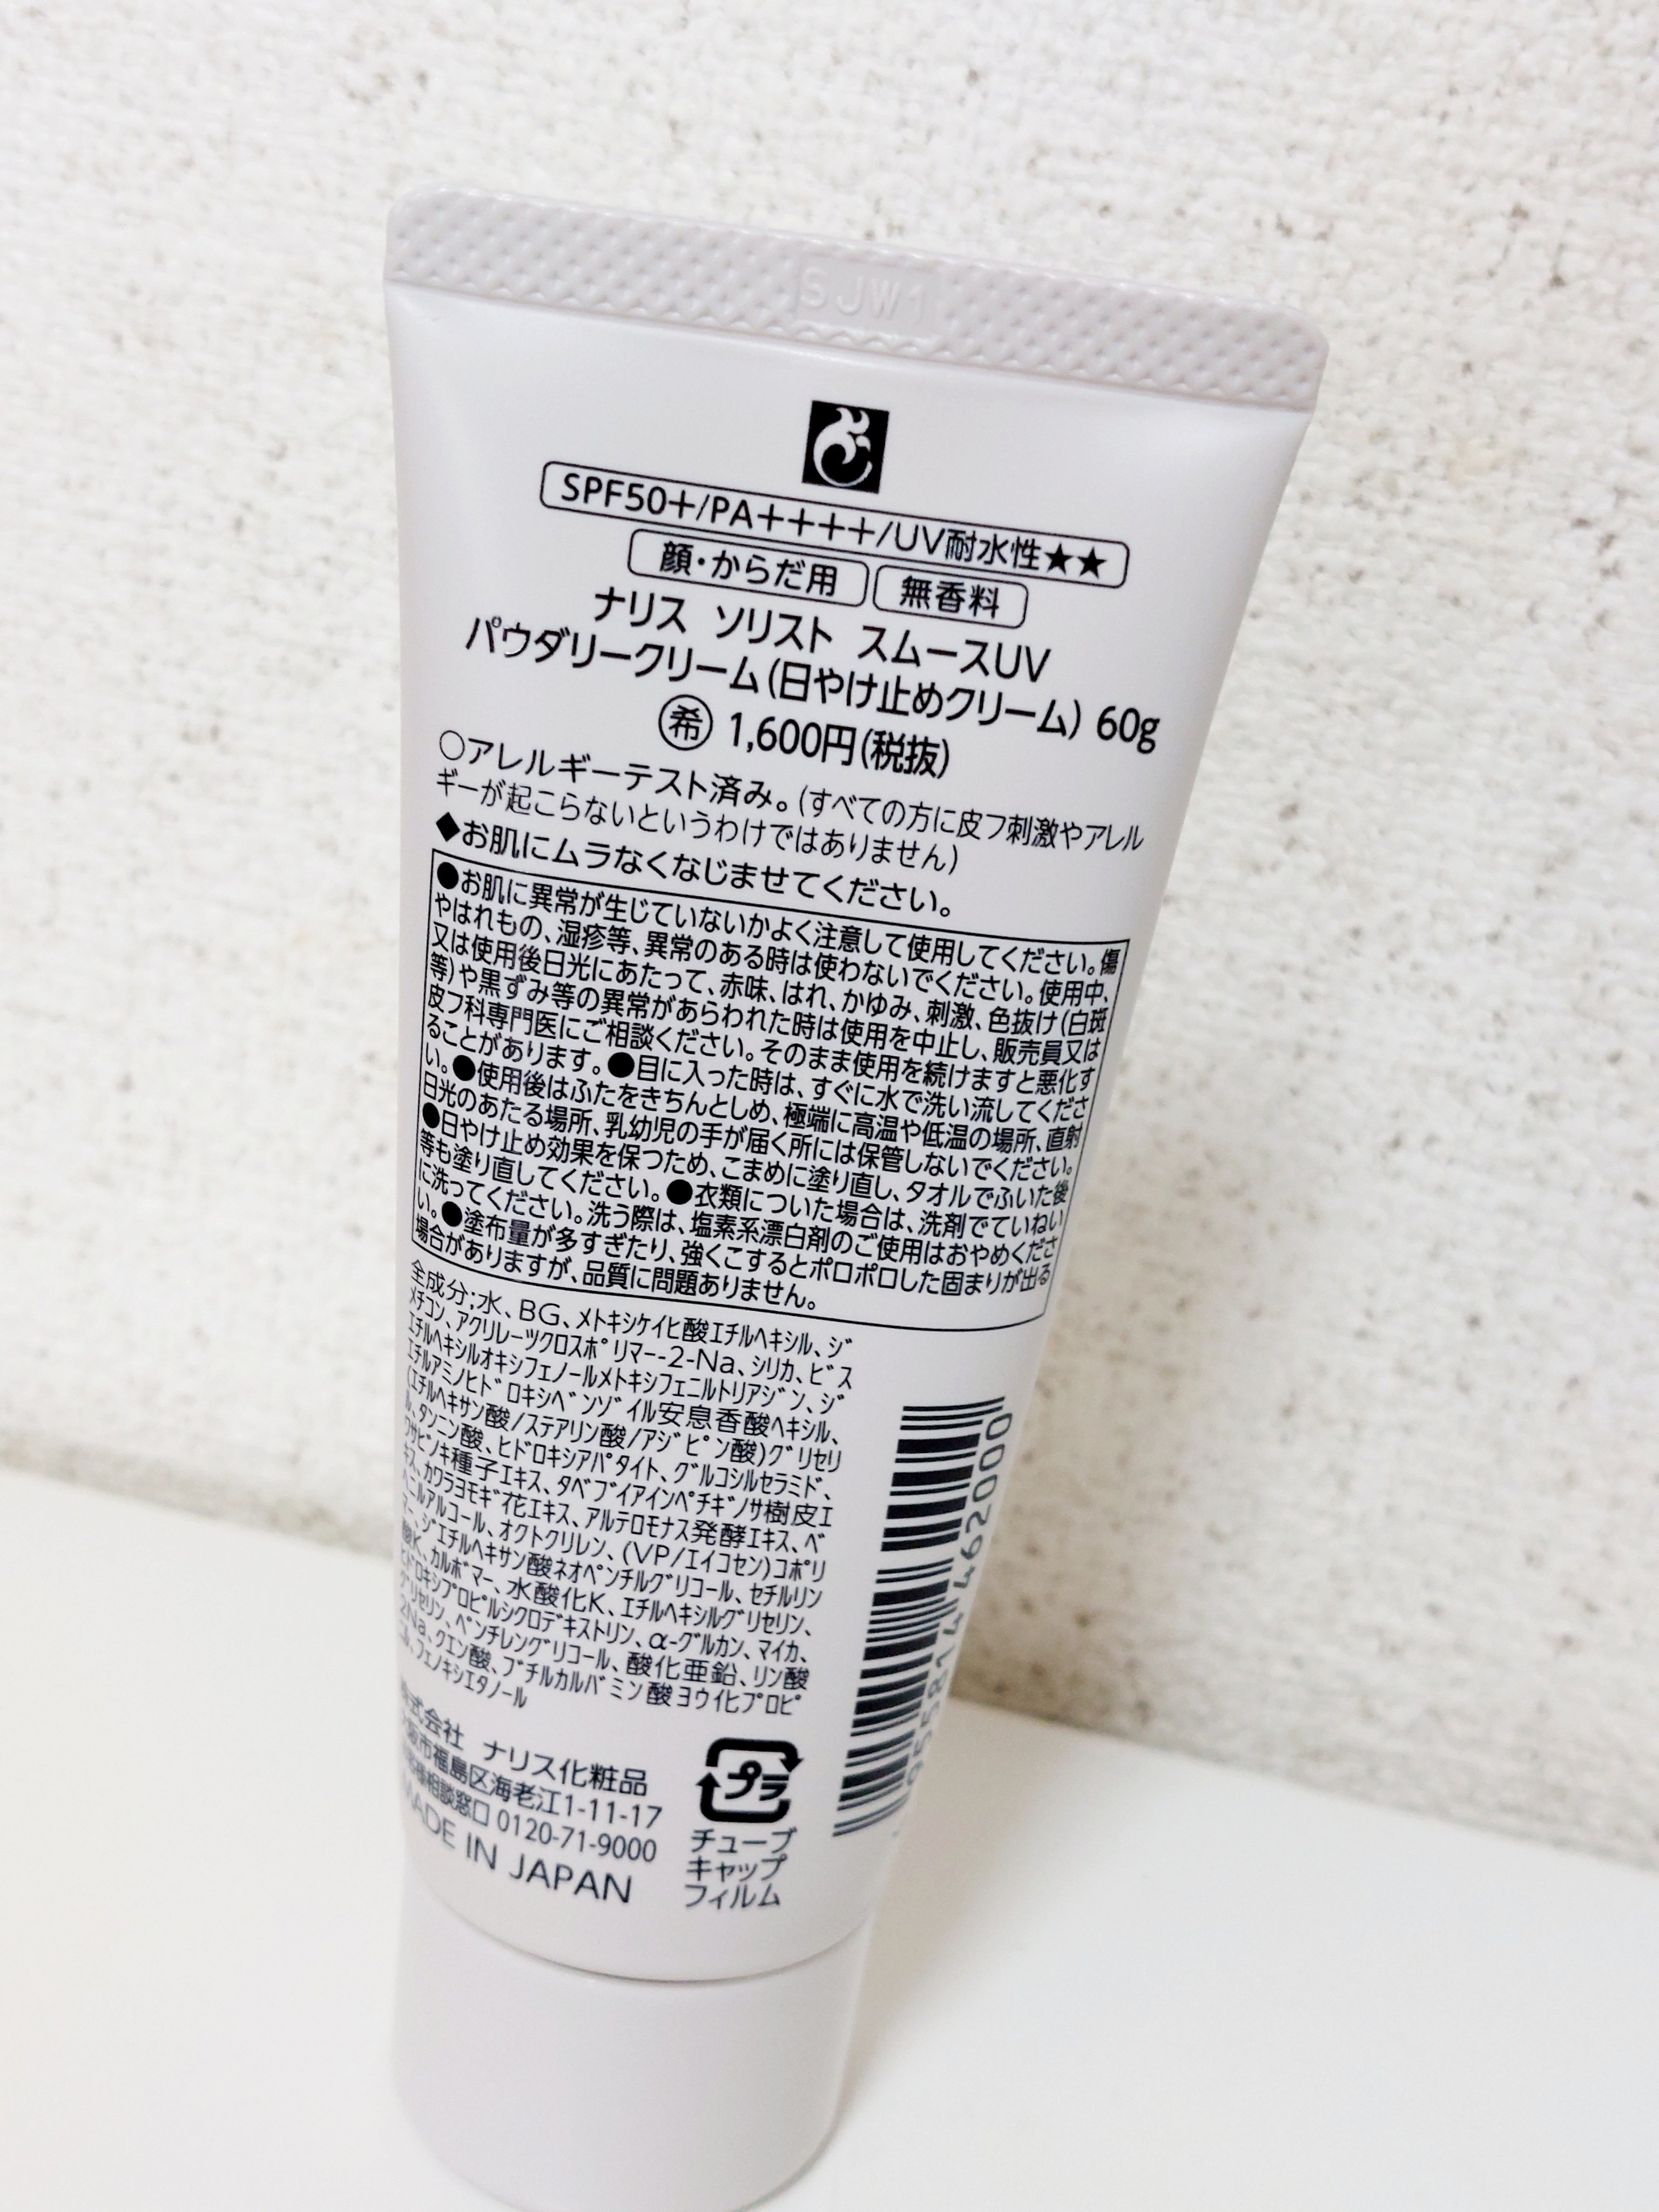 SJW1
SPF50+/PA++++/UV耐水性★★
顔・からだ用 無香料
ナリス ソリスト スムースUV
パウダリークリーム(日やけ止めクリーム) 60g
希 1,600円(税抜)
○アレルギーテスト済み。(すべての方に皮フ刺激やアレル
ギーが起こらないというわけではありません)
◆お肌にムラなくなじませてください。
●お肌に異常が生じていないかよく注意して使用してください。傷
やはれもの、湿疹等、異常のある時は使わないでください。使用中、
又は使用後日光にあたって、赤味、はれ、かゆみ、刺激、色抜け(白斑
等)や黒ずみ等の異常があらわれた時は使用を中止し、販売員又は
皮フ科専門医にご相談ください。そのまま使用を続けますと悪化す
ることがあります。●目に入った時は、すぐに水で洗い流してくださ
い。●使用後はふたをきちんとしめ、極端に高温や低温の場所、直射
日光のあたる場所、乳幼児の手が届く所には保管しないでください。
●日やけ止め効果を保つため、こまめに塗り直し、タオルでふいた後
等も塗り直してください。●衣類についた場合は、洗剤でていねい
に洗ってください。洗う際は、塩素系漂白剤のご使用はおやめくださ
い。●塗布量が多すぎたり、強くこするとポロポロした固まりが出る
場合がありますが、品質に問題ありません。
全成分:水、BG、メトキシケイヒ酸エチルヘキシル、ジ
メチコン、アクリレーツクロスポリマー-2-Na、シリカ、ビス
エチルヘキシルオキシフェノールメトキシフェニルトリアジン、ジ
エチルアミノヒドロキシベンゾイル安息香酸ヘキシル、
(エチルヘキサン酸/ステアリン酸/アジピン酸)グリセリ
ル、タンニン酸、ヒドロキシアパタイト、グルコシルセラミド、
ワサビノキ種子エキス、タベブイアインペチギノサ樹皮エ
キス、カワラヨモギ花エキス、アルテロモナス発酵エキス、ベ
ヘニルアルコール、オクトクリレン、(VP/エイコセン)コポリ
マー、ジエチルヘキサン酸ネオペンチルグリコール、セチルリン
酸K、カルボマー、水酸化K、エチルヘキシルグリセリン、
ヒドロキシプロピルシクロデキストリン、α-グルカン、マイカ、
グリセリン、ペンチレングリコール、酸化亜鉛、リン酸
2Na、クエン酸、ブチルカルバミン酸ヨウ化プロピ
ニル、フェノキシエタノール
株式会社 ナリス化粧品
大阪市福島区海老江1-11-17
お客様相談窓口 0120-71-9000
MADE IN JAPAN
プラ
チューブ
キャップ
フィルム
4955814462000